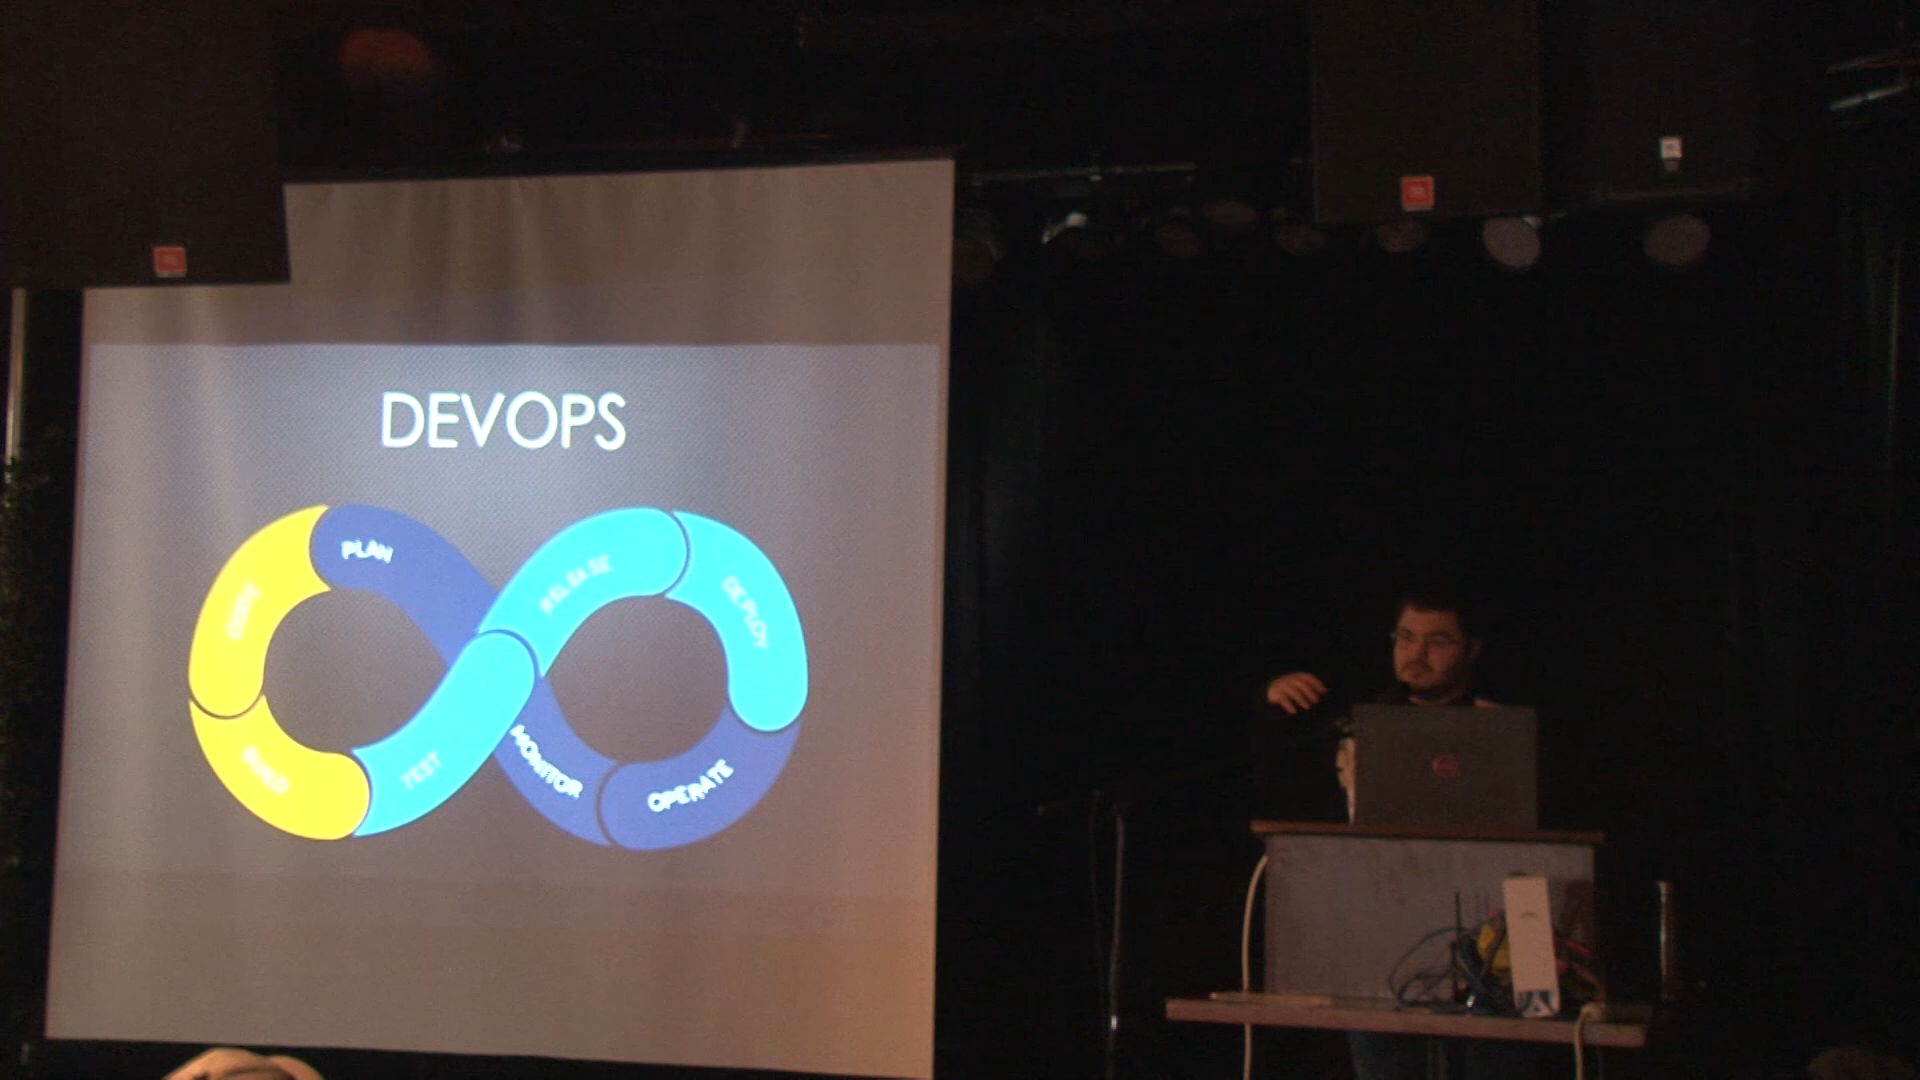 DEVOPS
PLAN
CODE
RELEASE
DEPLOY
BUILD
TEST
MONITOR
OPERATE